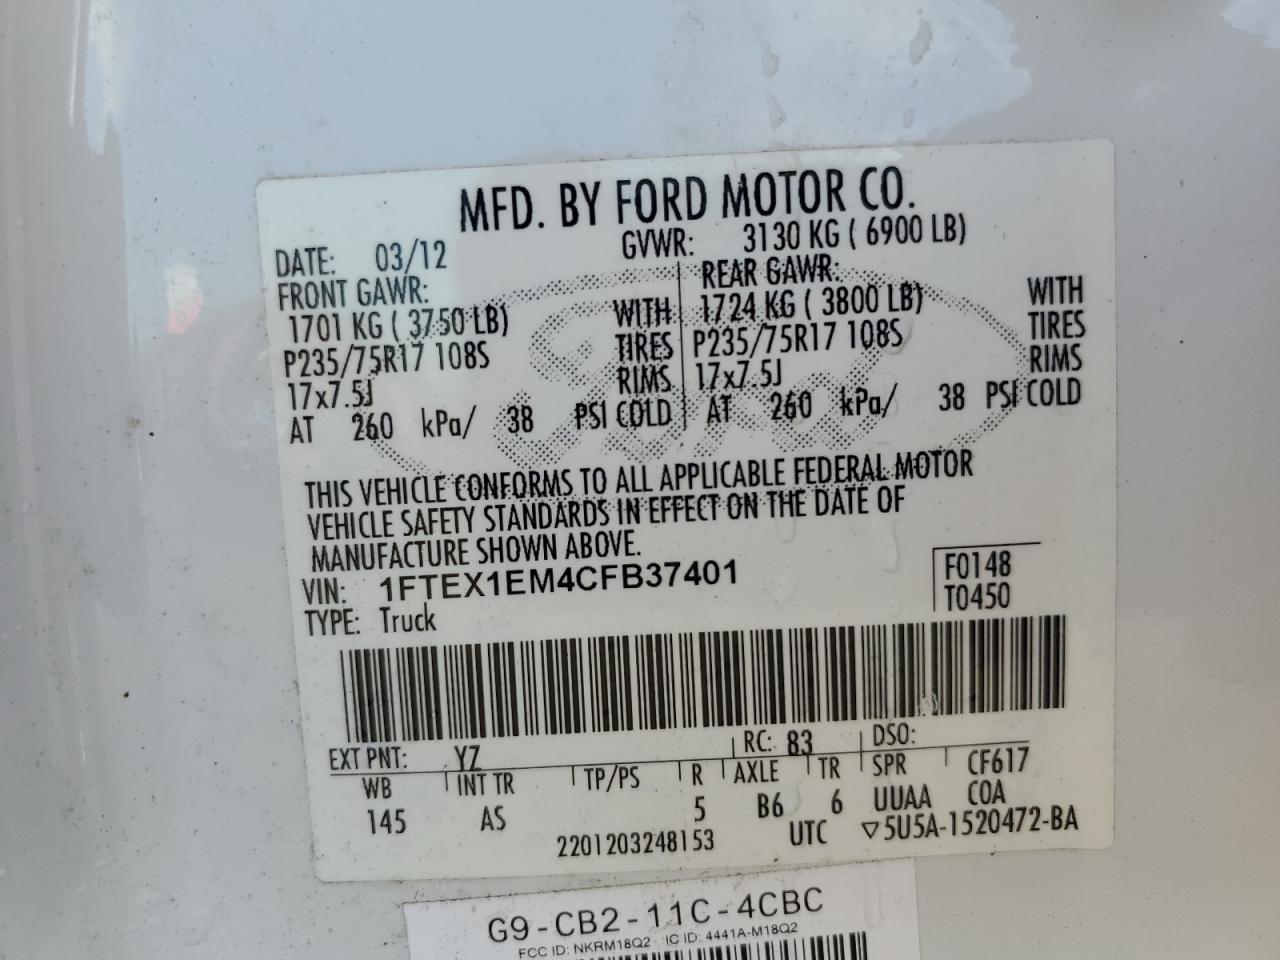 MFD. BY FORD MOTOR CO.
DATE: 03/12 GVWR: 3130 KG ( 6900 LB)
FRONT GAWR: REAR GAWR:
1701 KG ( 3750 LB) WITH 1724 KG ( 3800 LB) WITH
P235/75R17 108S TIRES P235/75R17 108S TIRES
17x7.5J RIMS 17x7.5J RIMS
AT 260 kPa/ 38 PSI COLD AT 260 kPa/ 38 PSI COLD
THIS VEHICLE CONFORMS TO ALL APPLICABLE FEDERAL MOTOR
VEHICLE SAFETY STANDARDS IN EFFECT ON THE DATE OF
MANUFACTURE SHOWN ABOVE.
VIN: 1FTEX1EM4CFB37401 F0148
TYPE: Truck T0450
EXT PNT: YZ RC: 83 DSO:
WB INT TR TP/PS R AXLE TR SPR CF617
145 AS 5 B6 6 UUAA COA
2201203248153 UTC ▽5U5A-1520472-BA
G9-CB2-11C-4CBC
FCC ID: NKRM18Q2 IC ID: 4441A-M18Q2